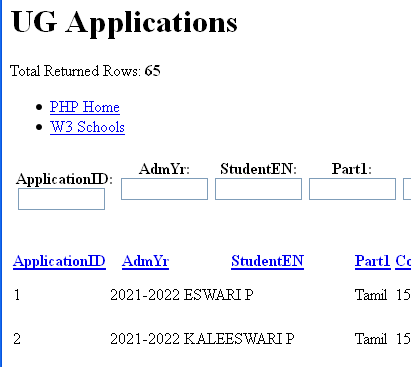 UG Applications
Total Returned Rows: 65
PHP Home
W3 Schools
ApplicationID: AdmYr: StudentEN: Part1:
ApplicationID AdmYr StudentEN Part1 Co
1 2021-2022 ESWARI P Tamil 15
2 2021-2022 KALEESWARI P Tamil 15